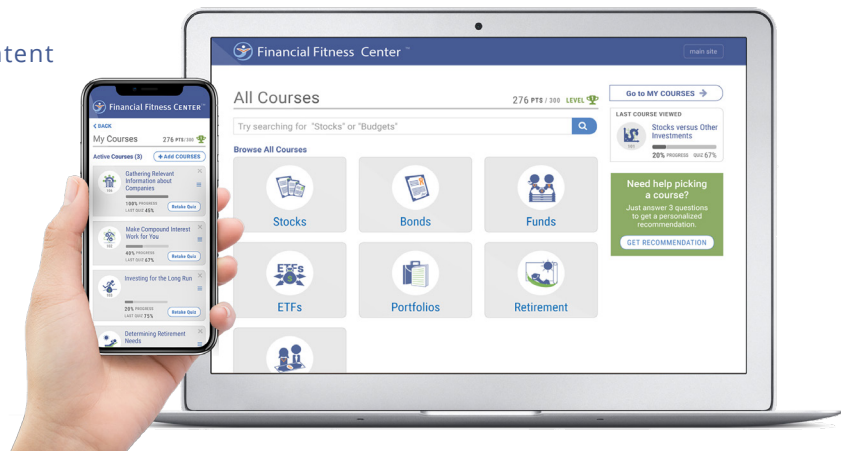 tent
Financial Fitness Center ™
main site
All Courses
276 PTS / 300 LEVEL
Go to MY COURSES
Try searching for "Stocks" or "Budgets"
Browse All Courses
Stocks
Bonds
Funds
ETFs
ETFs
Portfolios
Retirement
LAST COURSE VIEWED
Stocks versus Other
Investments
20% PROGRESS QUIZ 67%
Need help picking
a course?
Just answer 3 questions
to get a personalized
recommendation.
GET RECOMMENDATION
Financial Fitness Center™
< BACK
My Courses
276 PTS/ 300
Active Courses (3)
+ Add COURSES
Gathering Relevant
Information about
Companies
100% PROGRESS
LAST QUIZ 45%
Retake Quiz
Make Compound Interest
Work for You
40% PROGRESS
LAST QUIZ 67%
Retake Quiz
Investing for the Long Run
20% PROGRESS
LAST QUIZ 75%
Retake Quiz
Determining Retirement
Needs